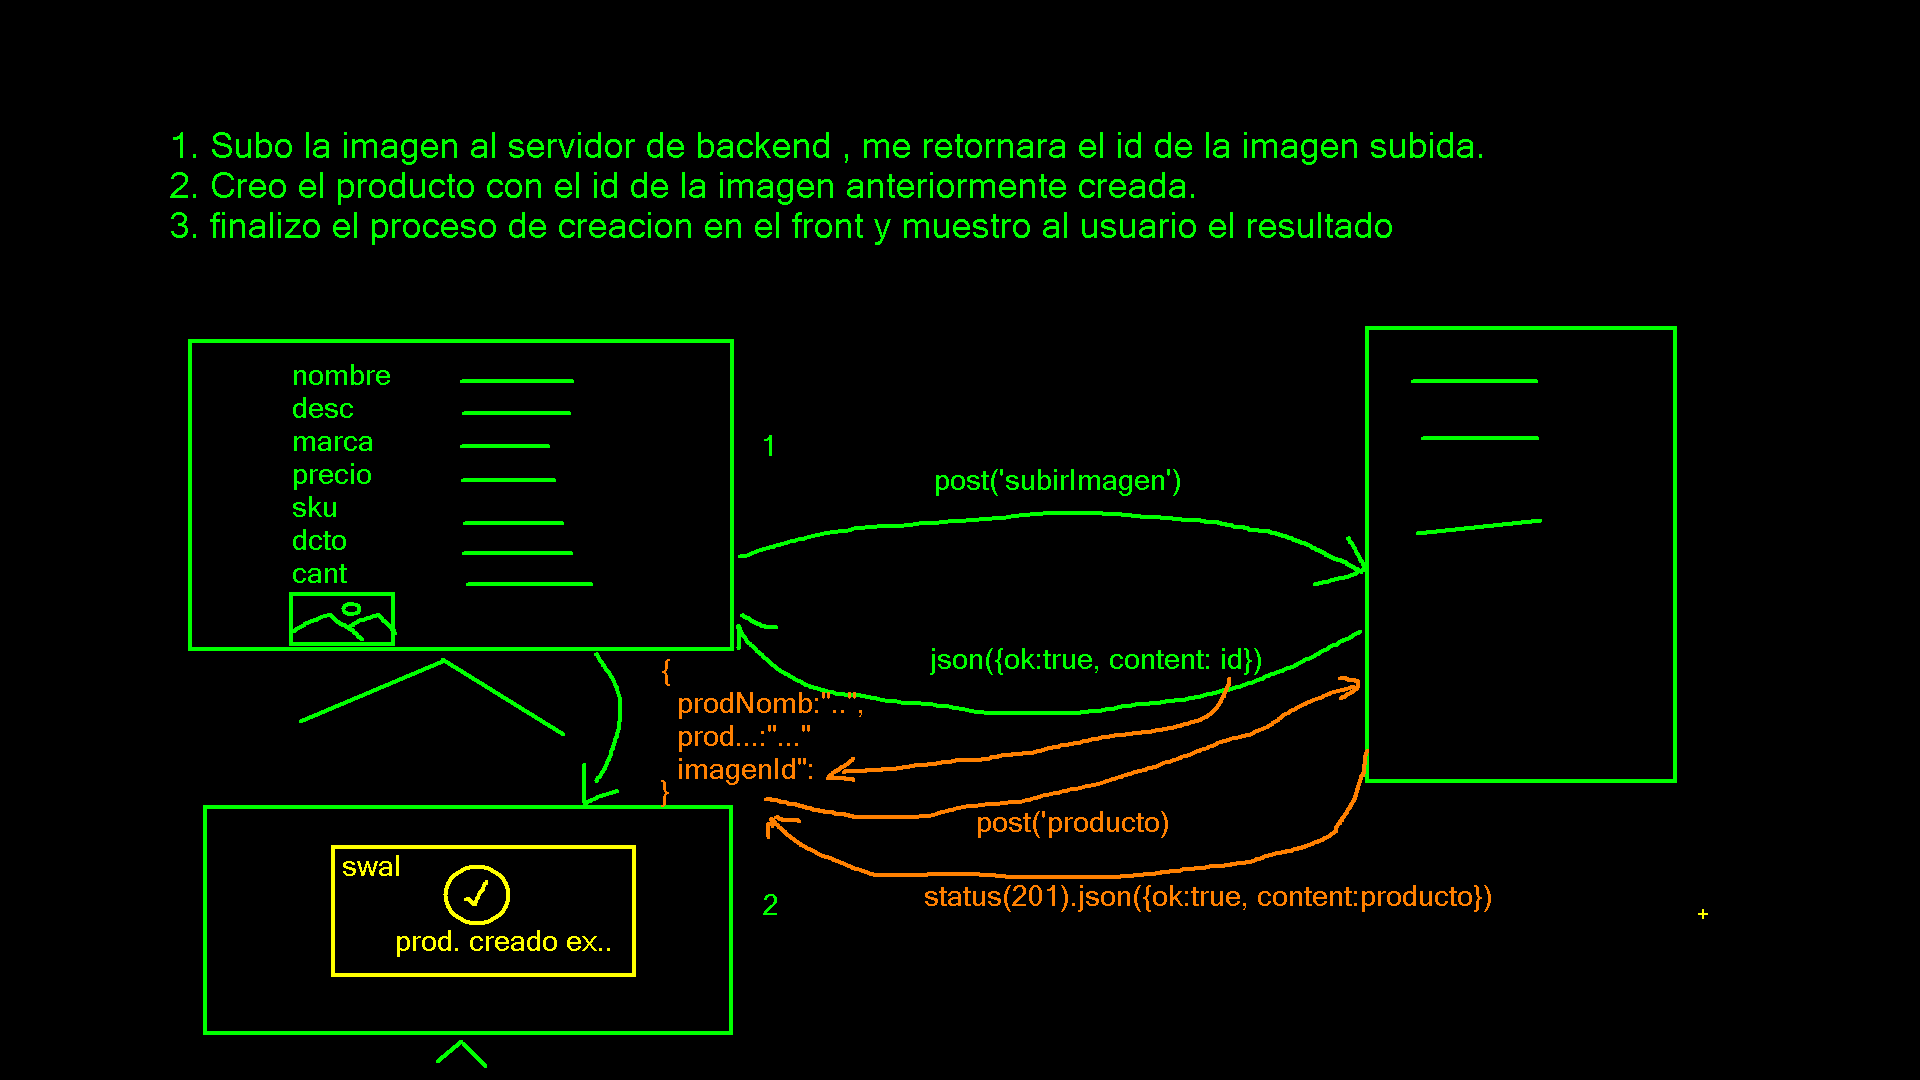 1. Subo la imagen al servidor de backend , me retornara el id de la imagen subida.
2. Creo el producto con el id de la imagen anteriormente creada.
3. finalizo el proceso de creacion en el front y muestro al usuario el resultado
nombre
desc
marca
precio
sku
dcto
cant
1
post('subirImagen')
json({ok:true, content: id})
{
prodNomb:"..",
prod...:"..."
imagenId":
}
post('producto)
status(201).json({ok:true, content:producto})
2
swal
prod. creado ex..